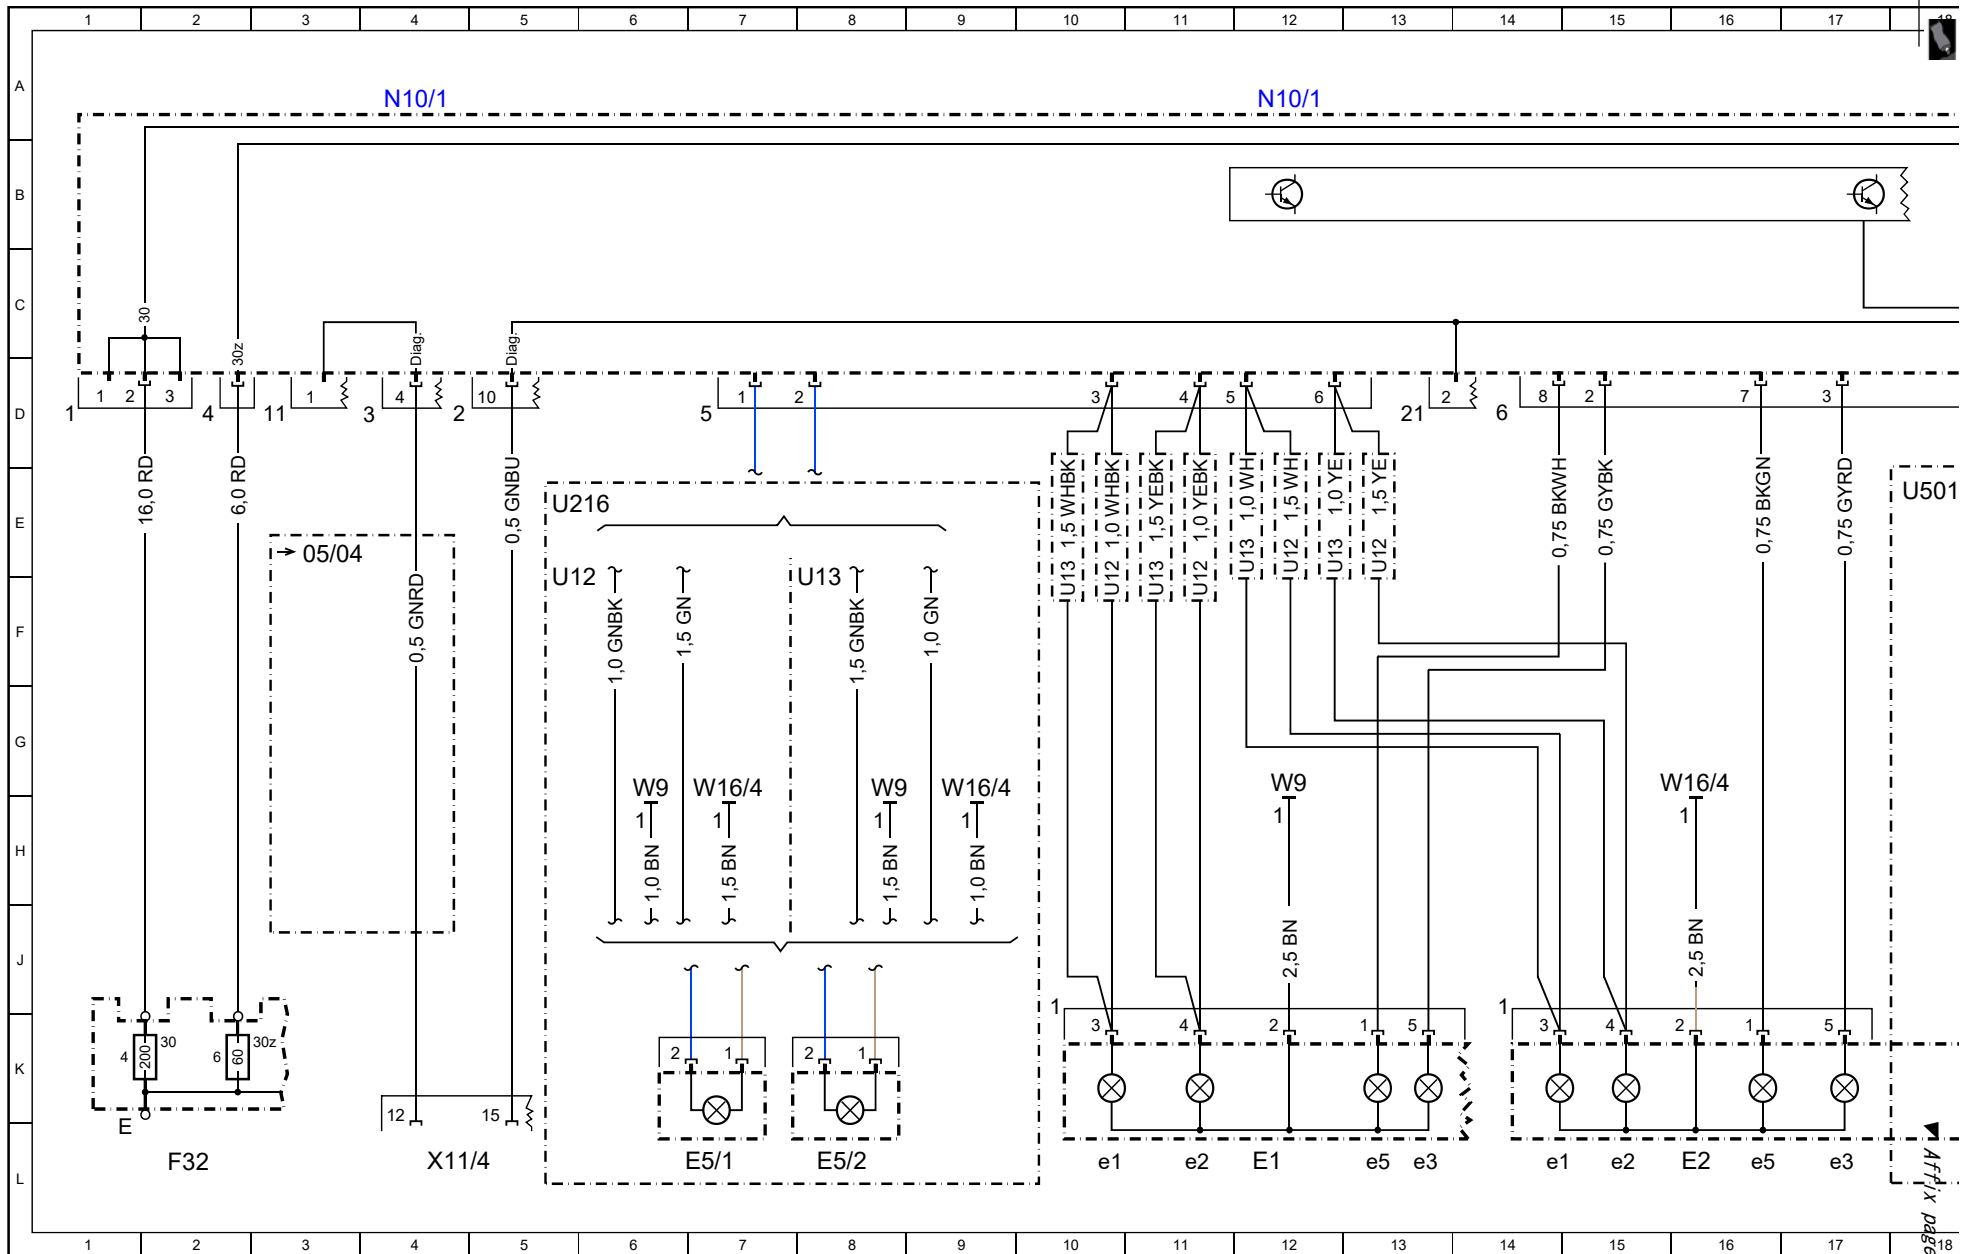 1 2 3 4 5 6 7 8 9 10 11 12 13 14 15 16 17 18
A
N10/1 N10/1
B
C
30
30z
Diag.
Diag.
D
1 1 2 3
4
11 1
3 4
2 10
5 1 2 3 4 5 6
21 2
6 8 2 7 3
16,0 RD
6,0 RD
0,5 GNBU
U13 1,5 WHBK
U12 1,0 WHBK
U13 1,5 YEBK
U12 1,0 YEBK
U13 1,0 WH
U12 1,5 WH
U13 1,0 YE
U12 1,5 YE
0,75 BKWH
0,75 GYBK
0,75 BKGN
0,75 GYRD
E
U216
U501
05/04
U12 U13
0,5 GNRD
F
1,0 GNBK
1,5 GN
1,5 GNBK
1,0 GN
G
W9 W16/4 W9 W16/4 W9 W16/4
1 1 1 1 1 1
H
1,0 BN
1,5 BN
1,5 BN
1,0 BN
J
2,5 BN
2,5 BN
1 3 4 2 1 5
1 3 4 2 1 5
K
4 200 30
6 60 30z
2 1 2 1
12 15
E
F32 X11/4 E5/1 E5/2 e1 e2 E1 e5 e3 e1 e2 E2 e5 e3
L
Affix page
1 2 3 4 5 6 7 8 9 10 11 12 13 14 15 16 17 18